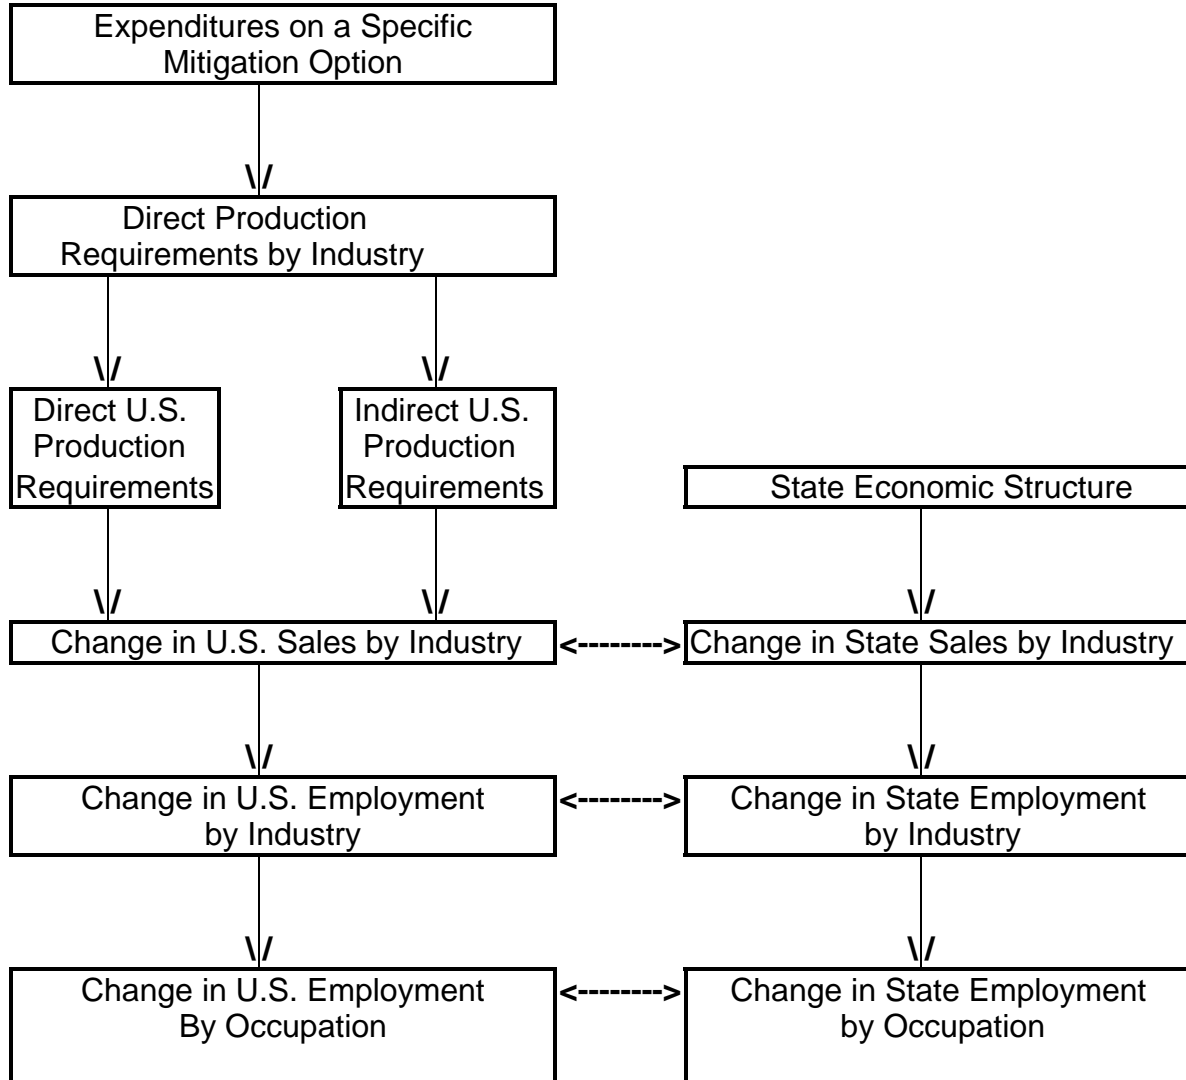 Expenditures on a Specific
Mitigation Option
\/
Direct Production
Requirements by Industry
\/ \/
Direct U.S.
Production
Requirements
Indirect U.S.
Production
Requirements
State Economic Structure
\/ \/ \/
Change in U.S. Sales by Industry
<-------->
Change in State Sales by Industry
\/ \/
Change in U.S. Employment
by Industry
<-------->
Change in State Employment
by Industry
\/ \/
Change in U.S. Employment
By Occupation
<-------->
Change in State Employment
by Occupation